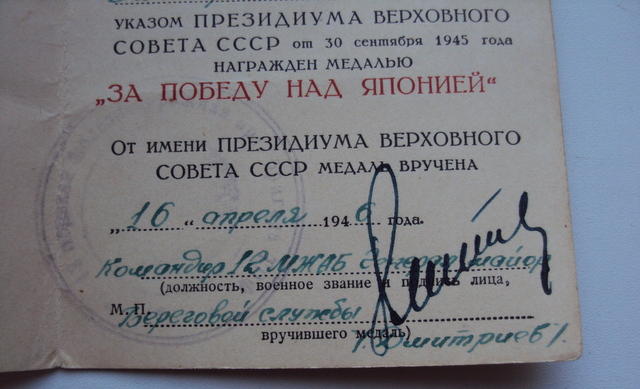 УКАЗОМ ПРЕЗИДИУМА ВЕРХОВНОГО
СОВЕТА СССР от 30 сентября 1945 года
НАГРАЖДЕН МЕДАЛЬЮ
„ЗА ПОБЕДУ НАД ЯПОНИЕЙ“
От имени ПРЕЗИДИУМА ВЕРХОВНОГО
СОВЕТА СССР МЕДАЛЬ ВРУЧЕНА
„16“ апреля 1946 года.
Командир 12 генерал майор
(должность, военное звание и подпись лица,
М. П. Береговой службы
вручившего медаль) Дмитриев